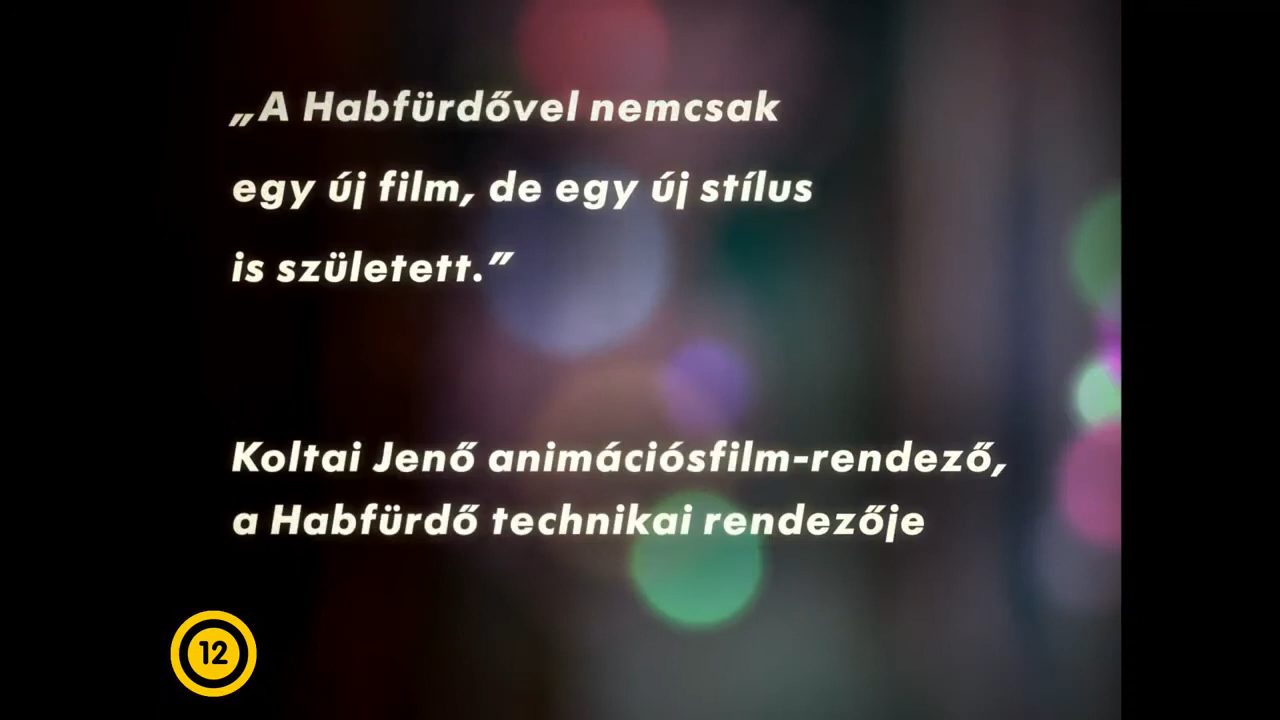 „A Habfürdővel nemcsak
egy új film, de egy új stílus
is született.”
Koltai Jenő animációsfilm-rendező,
a Habfürdő technikai rendezője
12